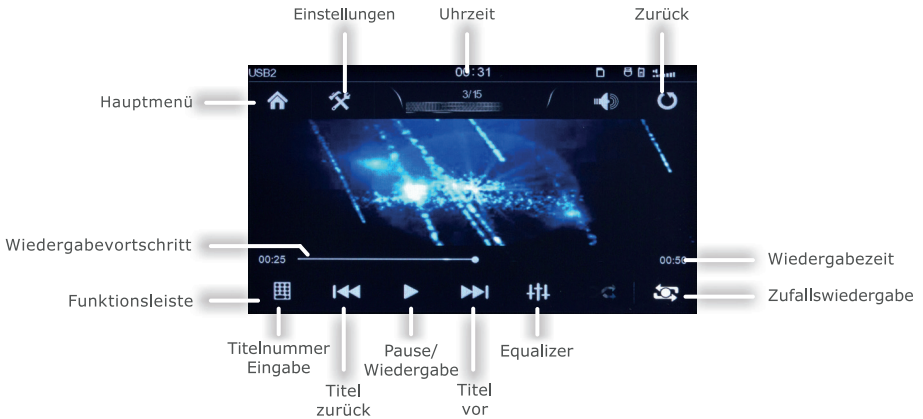 Einstellungen
Uhrzeit
Zurück
USB2
00:31
Hauptmenü
3/15
Wiedergabevortschritt
00:25
00:50
Wiedergabezeit
Funktionsleiste
Zufallswiedergabe
Titelnummer
Eingabe
Pause/
Wiedergabe
Equalizer
Titel
zurück
Titel
vor